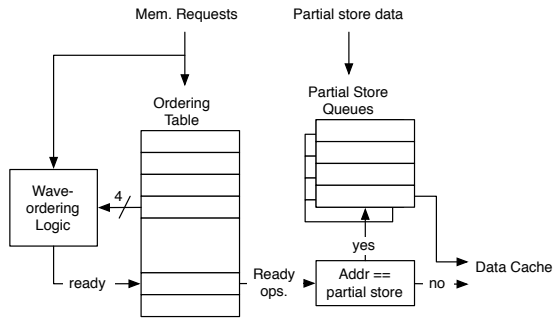 Mem. Requests
Partial store data
Ordering
Table
Partial Store
Queues
Wave-
ordering
Logic
4
yes
ready
Ready
ops.
Addr ==
partial store
no
Data Cache